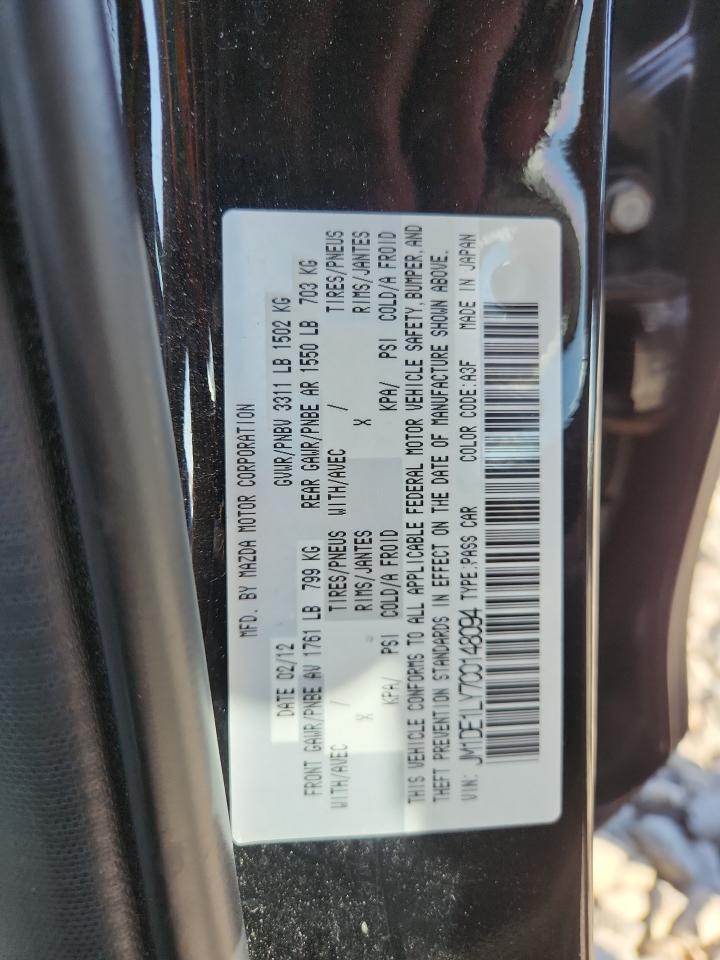 MFD. BY MAZDA MOTOR CORPORATION
DATE 02/12 GVWR/PNBV 3311 LB 1502 KG
FRONT GAWR/PNBE AV 1761 LB 799 KG REAR GAWR/PNBE AR 1550 LB 703 KG
WITH/AVEC / TIRES/PNEUS WITH/AVEC / TIRES/PNEUS
X RIMS/JANTES X RIMS/JANTES
KPA/ PSI COLD/A FROID KPA/ PSI COLD/A FROID
THIS VEHICLE CONFORMS TO ALL APPLICABLE FEDERAL MOTOR VEHICLE SAFETY, BUMPER, AND
THEFT PREVENTION STANDARDS IN EFFECT ON THE DATE OF MANUFACTURE SHOWN ABOVE.
VIN: JM1DE1LY7C0148094 TYPE:PASS CAR COLOR CODE:A3F MADE IN JAPAN